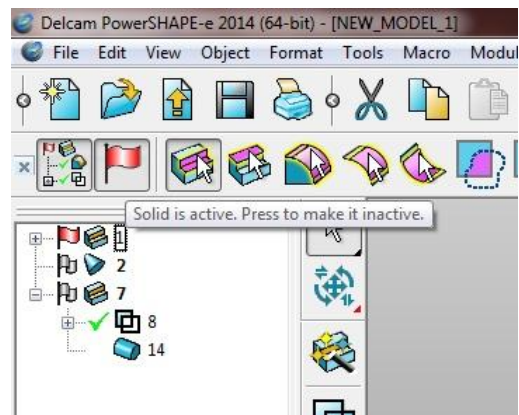 Delcam PowerSHAPE-e 2014 (64-bit) - [NEW_MODEL_1]
File Edit View Object Format Tools Macro Modul
Solid is active. Press to make it inactive.
1
2
7
8
14